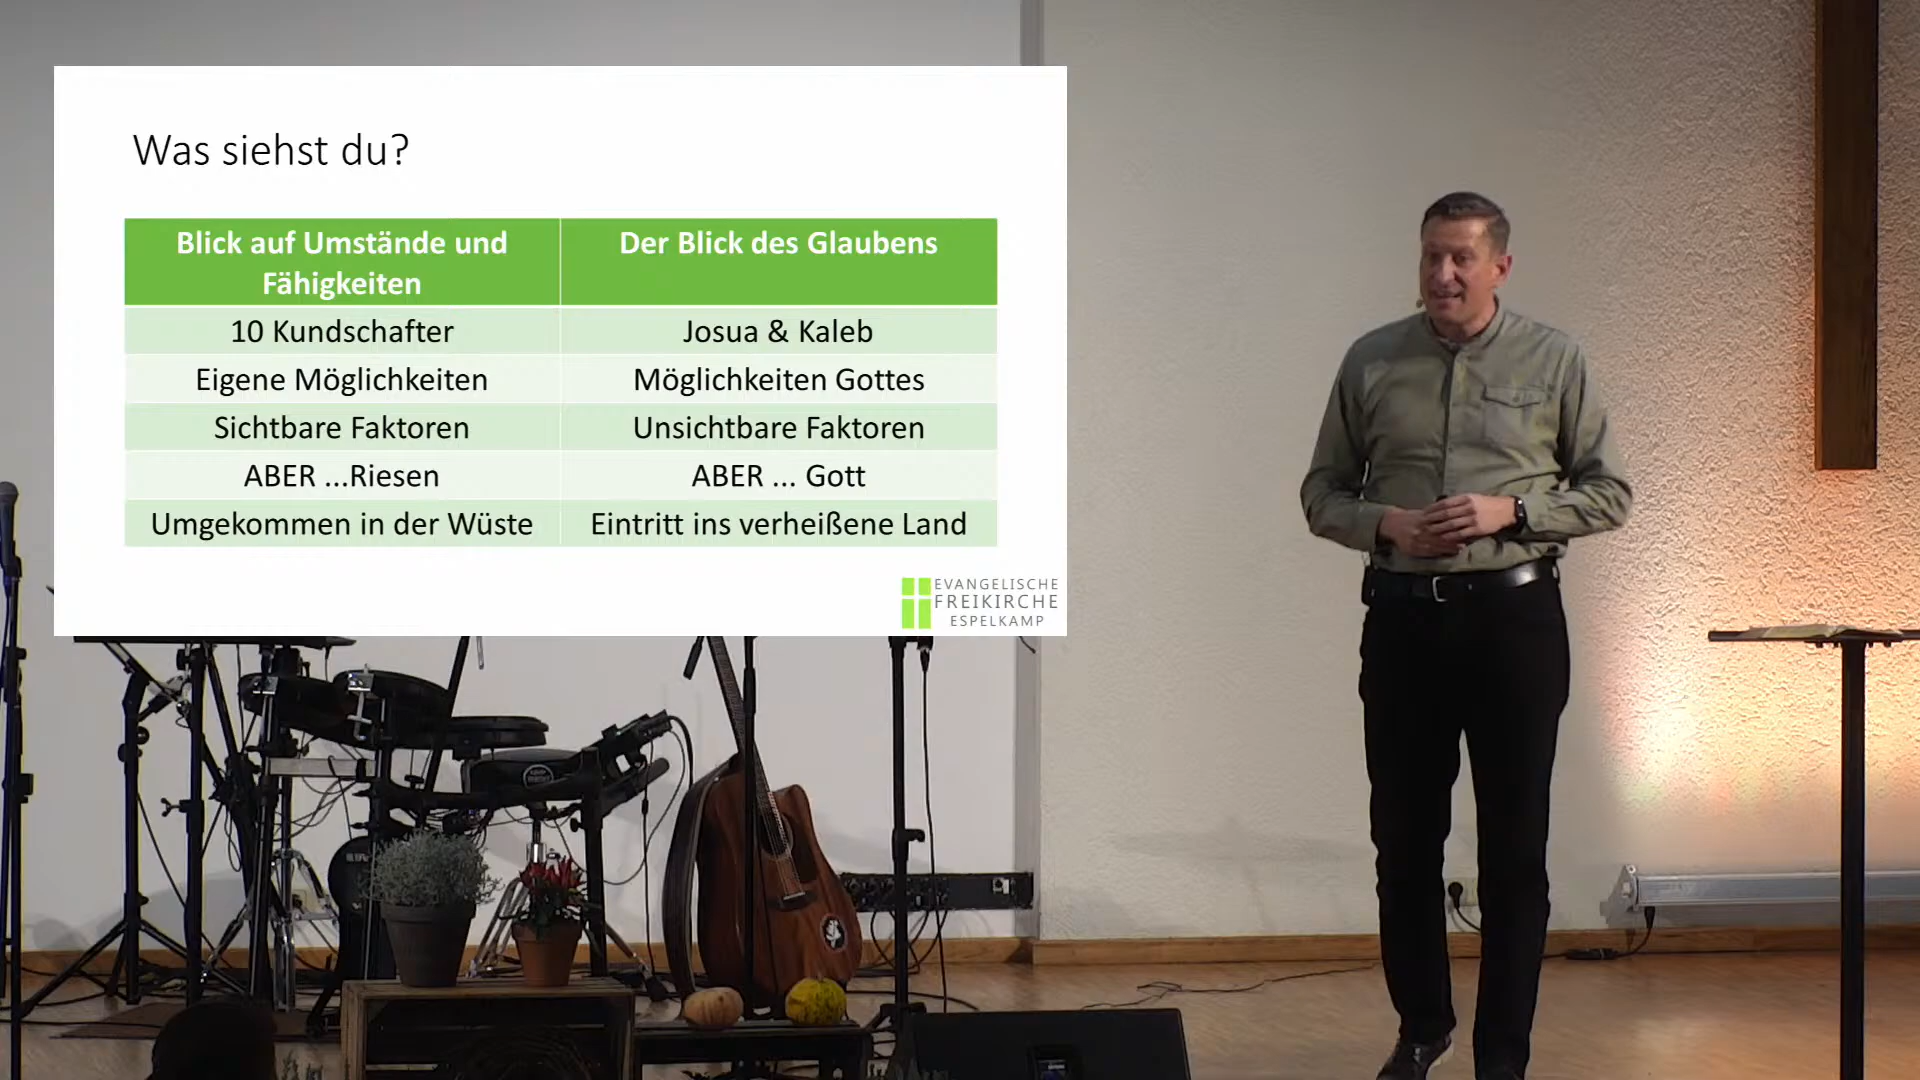 Was siehst du?
Blick auf Umstände und
Fähigkeiten
Der Blick des Glaubens
10 Kundschafter
Josua & Kaleb
Eigene Möglichkeiten
Möglichkeiten Gottes
Sichtbare Faktoren
Unsichtbare Faktoren
ABER ...Riesen
ABER ... Gott
Umgekommen in der Wüste
Eintritt ins verheißene Land
EVANGELISCHE
FREIKIRCHE
ESPELKAMP